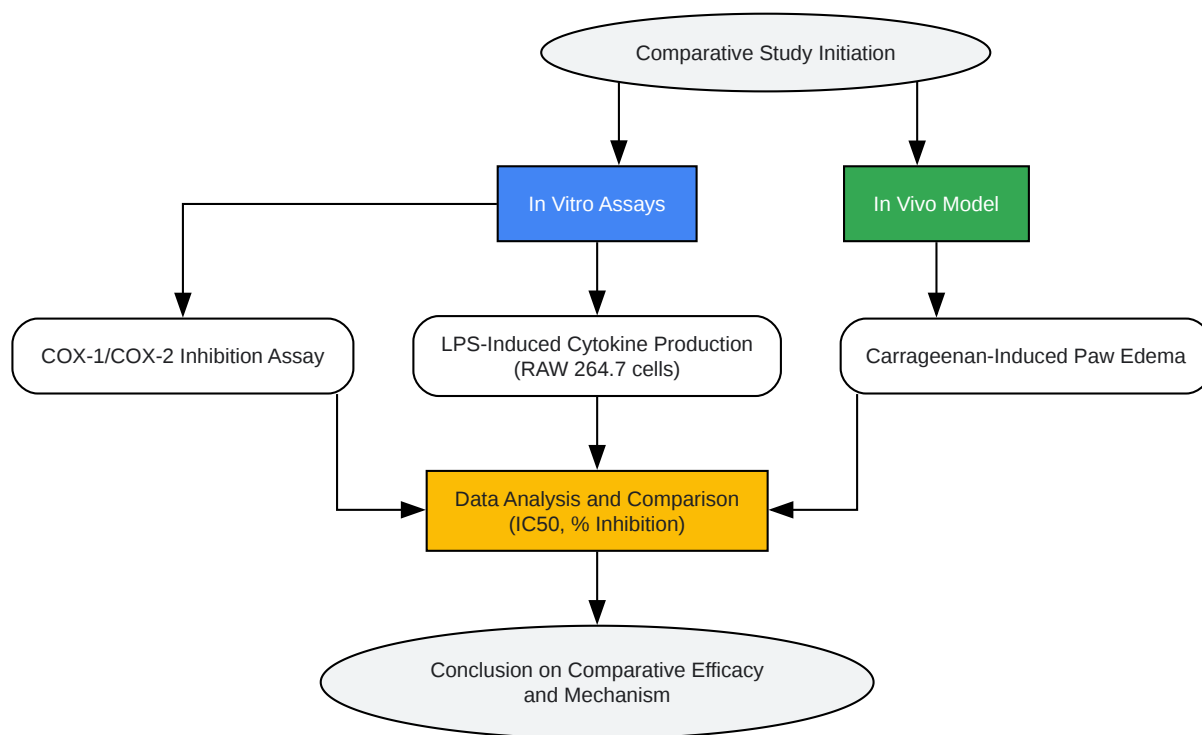 Comparative Study Initiation
In Vitro Assays
In Vivo Model
COX-1/COX-2 Inhibition Assay
LPS-Induced Cytokine Production
(RAW 264.7 cells)
Carrageenan-Induced Paw Edema
Data Analysis and Comparison
(IC50, % Inhibition)
Conclusion on Comparative Efficacy
and Mechanism